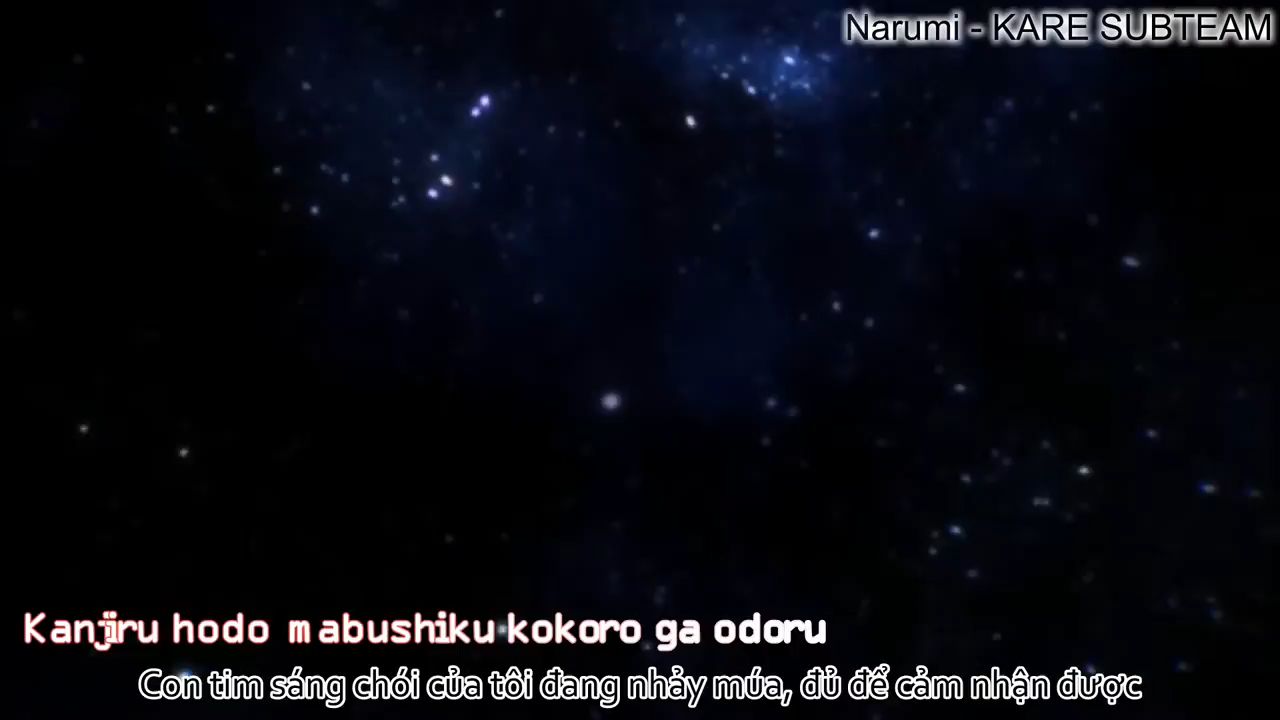 Narumi - KARE SUBTEAM
Kanjiru hodo mabushiku kokoro ga odoru
Con tim sáng chói của tôi đang nhảy múa, đủ để cảm nhận được